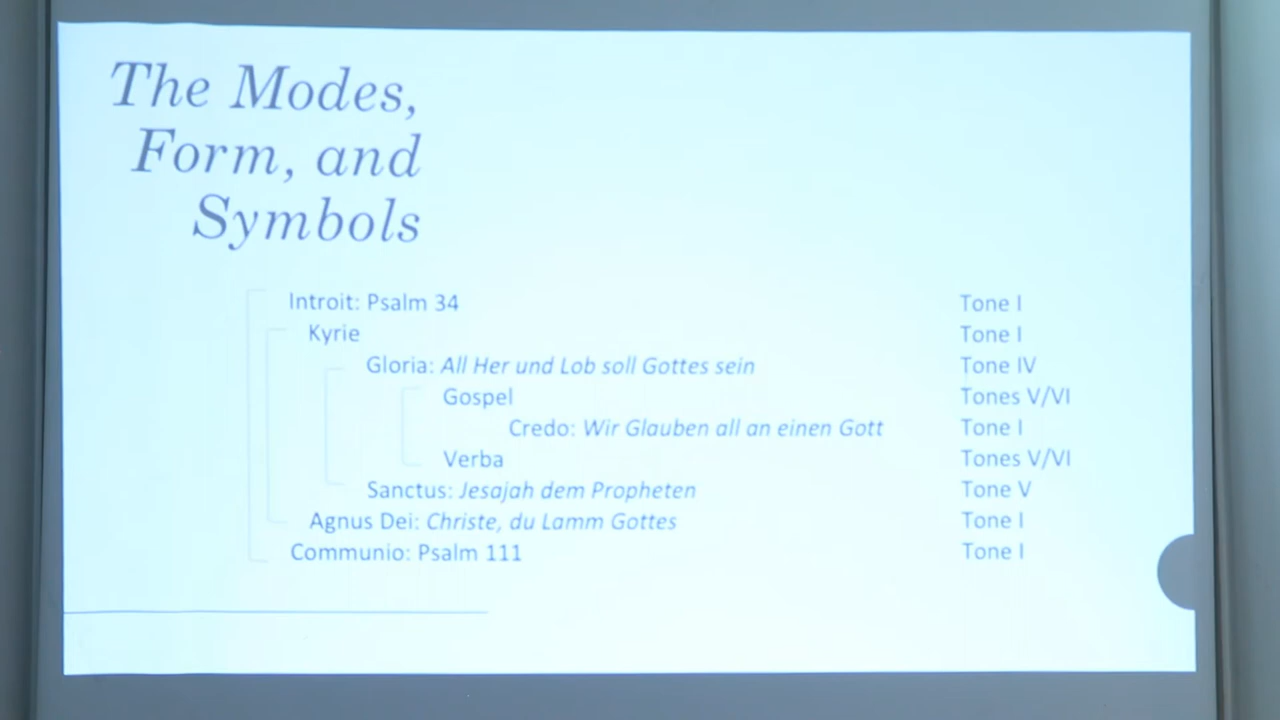 The Modes,
Form, and
Symbols
Introit: Psalm 34 Tone I
Kyrie Tone I
Gloria: All Her und Lob soll Gottes sein Tone IV
Gospel Tones V/VI
Credo: Wir Glauben all an einen Gott Tone I
Verba Tones V/VI
Sanctus: Jesajah dem Propheten Tone V
Agnus Dei: Christe, du Lamm Gottes Tone I
Communio: Psalm 111 Tone I